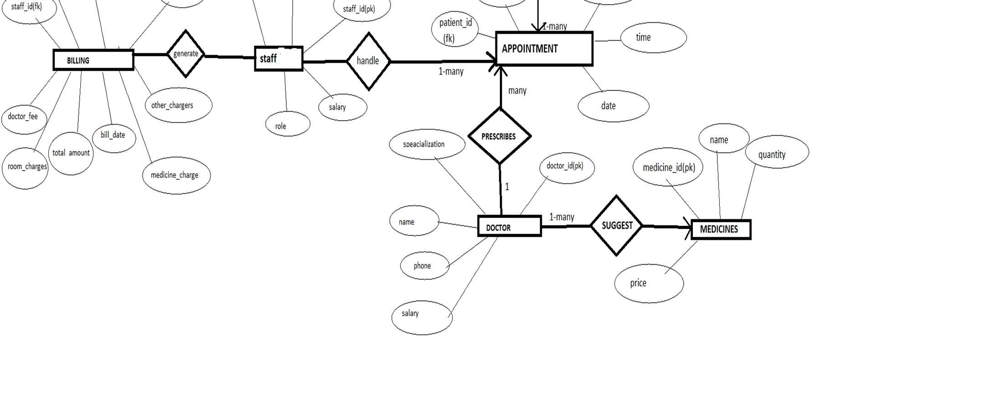 staff_id(fk)
staff_id(pk)
patient_id
(fk)
1-many
time
APPOINTMENT
BILLING
generate
staff
handle
1-many
many
date
other_chargers
salary
role
doctor_fee
bill_date
total amount
room_charges
medicine_charge
PRESCRIBES
speacialization
doctor_id(pk)
1
name
quantity
medicine_id(pk)
name
DOCTOR
1-many
SUGGEST
MEDICINES
phone
price
salary